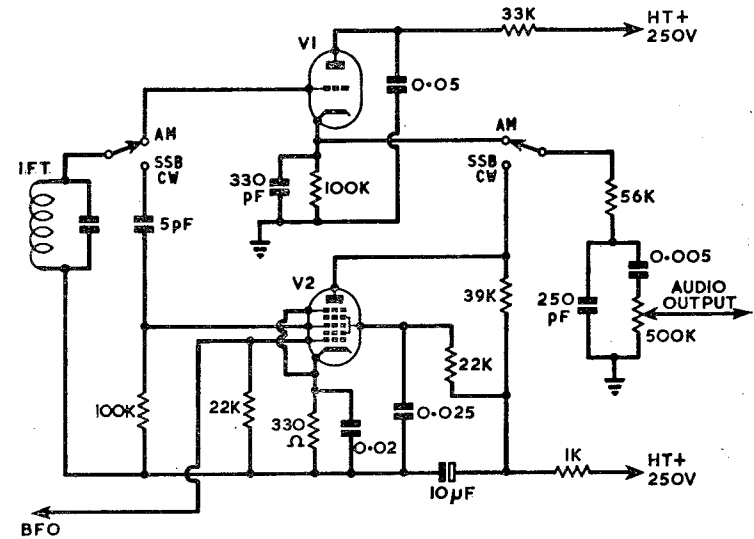 33K
HT+
250V
V1
0.05
AM
AM
SSB
CW
SSB
CW
I.F.T.
330
pF
100K
56K
5pF
V2
0.005
39K
250
pF
AUDIO
OUTPUT
500K
22K
100K
22K
330
Ω
0.025
0.02
1K
HT+
250V
10μF
BFO